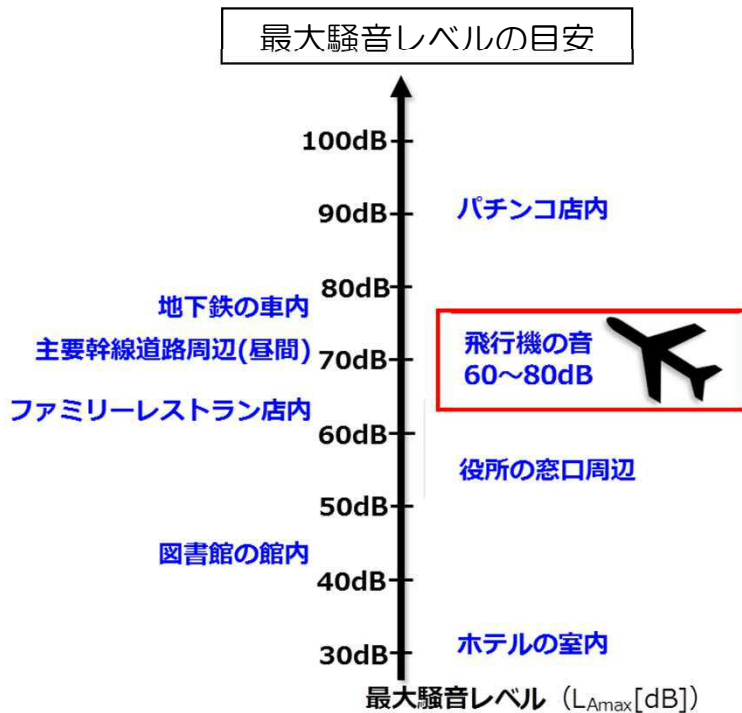 最大騒音レベルの目安
100dB
90dB
パチンコ店内
80dB
地下鉄の車内
主要幹線道路周辺(昼間)
70dB
飛行機の音
60～80dB
ファミリーレストラン店内
60dB
役所の窓口周辺
50dB
図書館の館内
40dB
ホテルの室内
30dB
最大騒音レベル（LAmax[dB]）